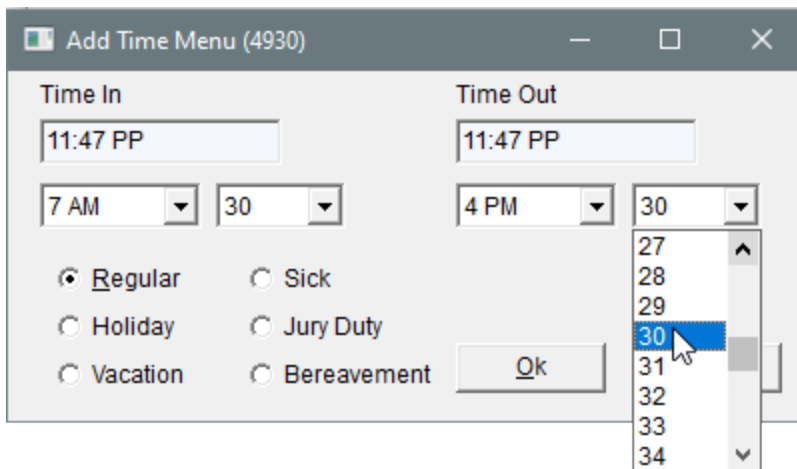 Add Time Menu (4930)
Time In
Time Out
11:47 PP
11:47 PP
7 AM
30
4 PM
30
27
28
29
30
31
32
33
34
Regular
Sick
Holiday
Jury Duty
Vacation
Bereavement
Ok